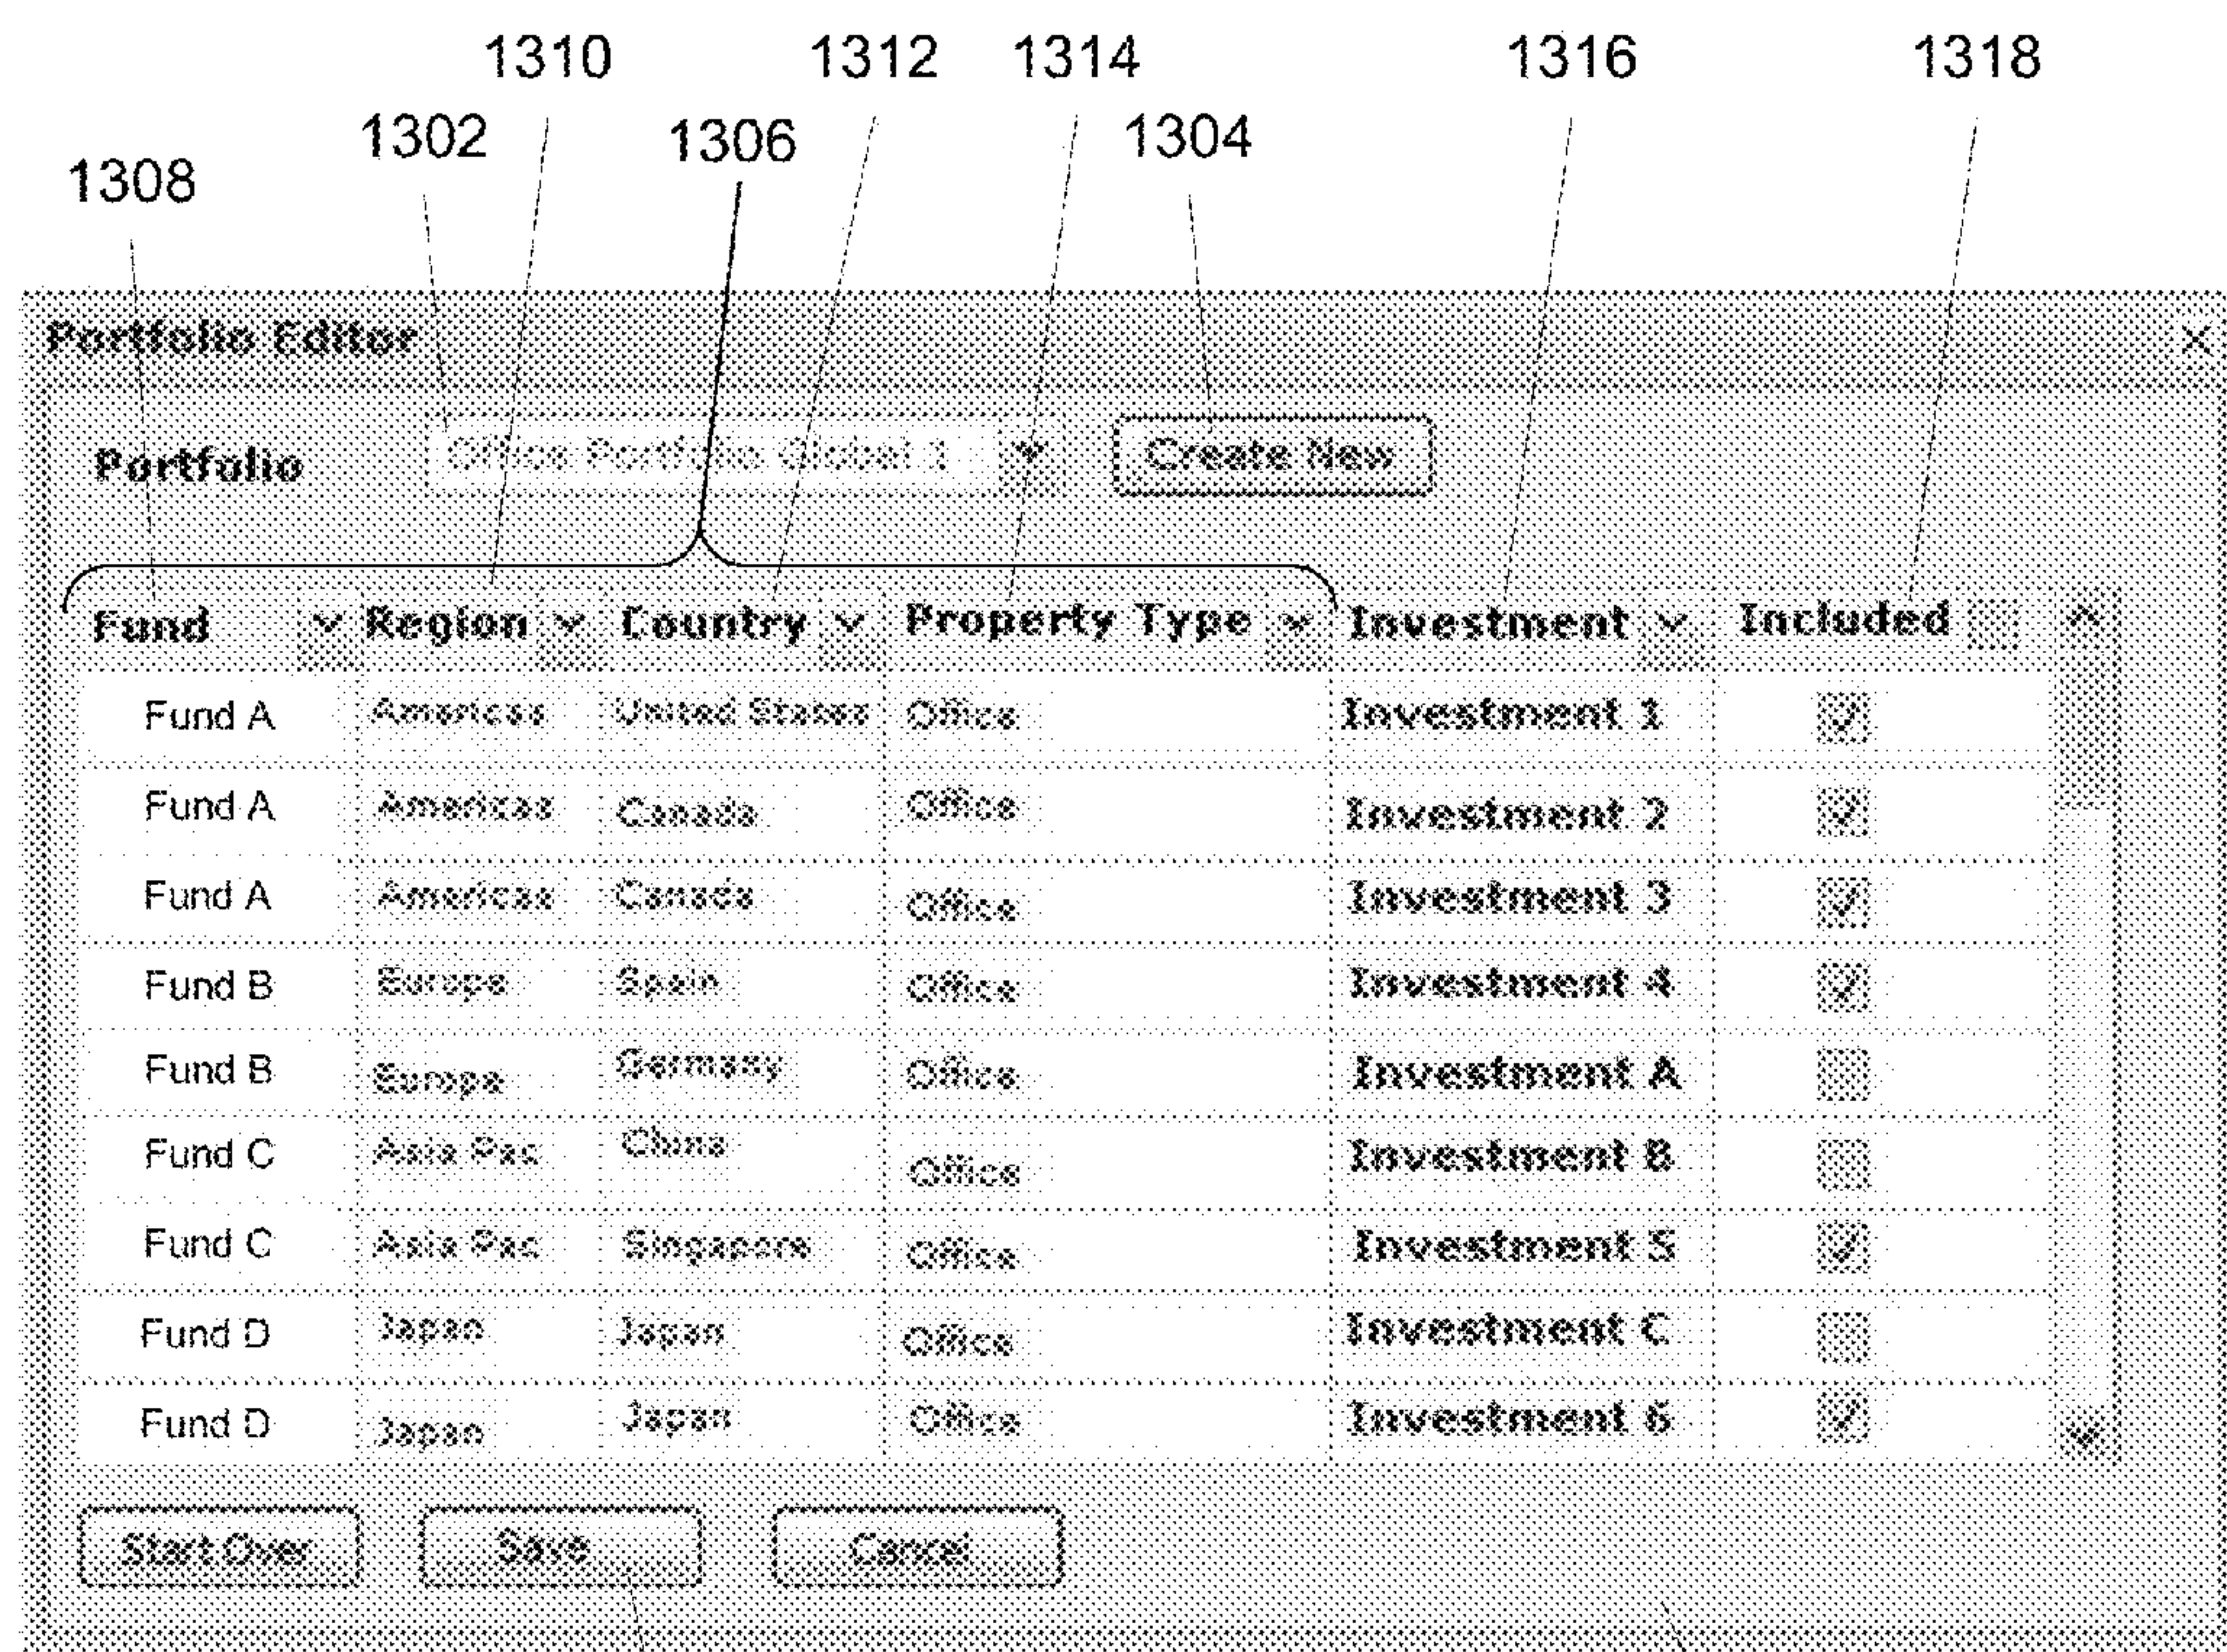 1310 1312 1314 1316 1318
1302 1306 1304
1308
Portfolio Editor
Portfolio Office Portfolio Global 1 Create New
Fund Region Country Property Type Investment Included
Fund A Americas United States Office Investment 1
Fund A Americas Canada Office Investment 2
Fund A Americas Canada Office Investment 3
Fund B Europe Spain Office Investment 4
Fund B Europe Germany Office Investment A
Fund C Asia Pac China Office Investment B
Fund C Asia Pac Singapore Office Investment 5
Fund D Japan Japan Office Investment C
Fund D Japan Japan Office Investment 6
Start Over Save Cancel